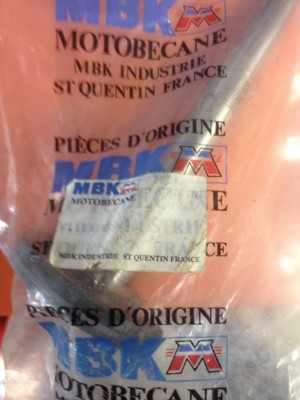 MBK M
MOTOBECANE
MBK INDUSTRIE
ST QUENTIN FRANCE
PIÈCES D'ORIGINE
MBK M
MBK
MOTOBECANE
MBK INDUSTRIE ST QUENTIN FRANCE
PIÈCES D'ORIGINE
MBK M
MOTOBECANE